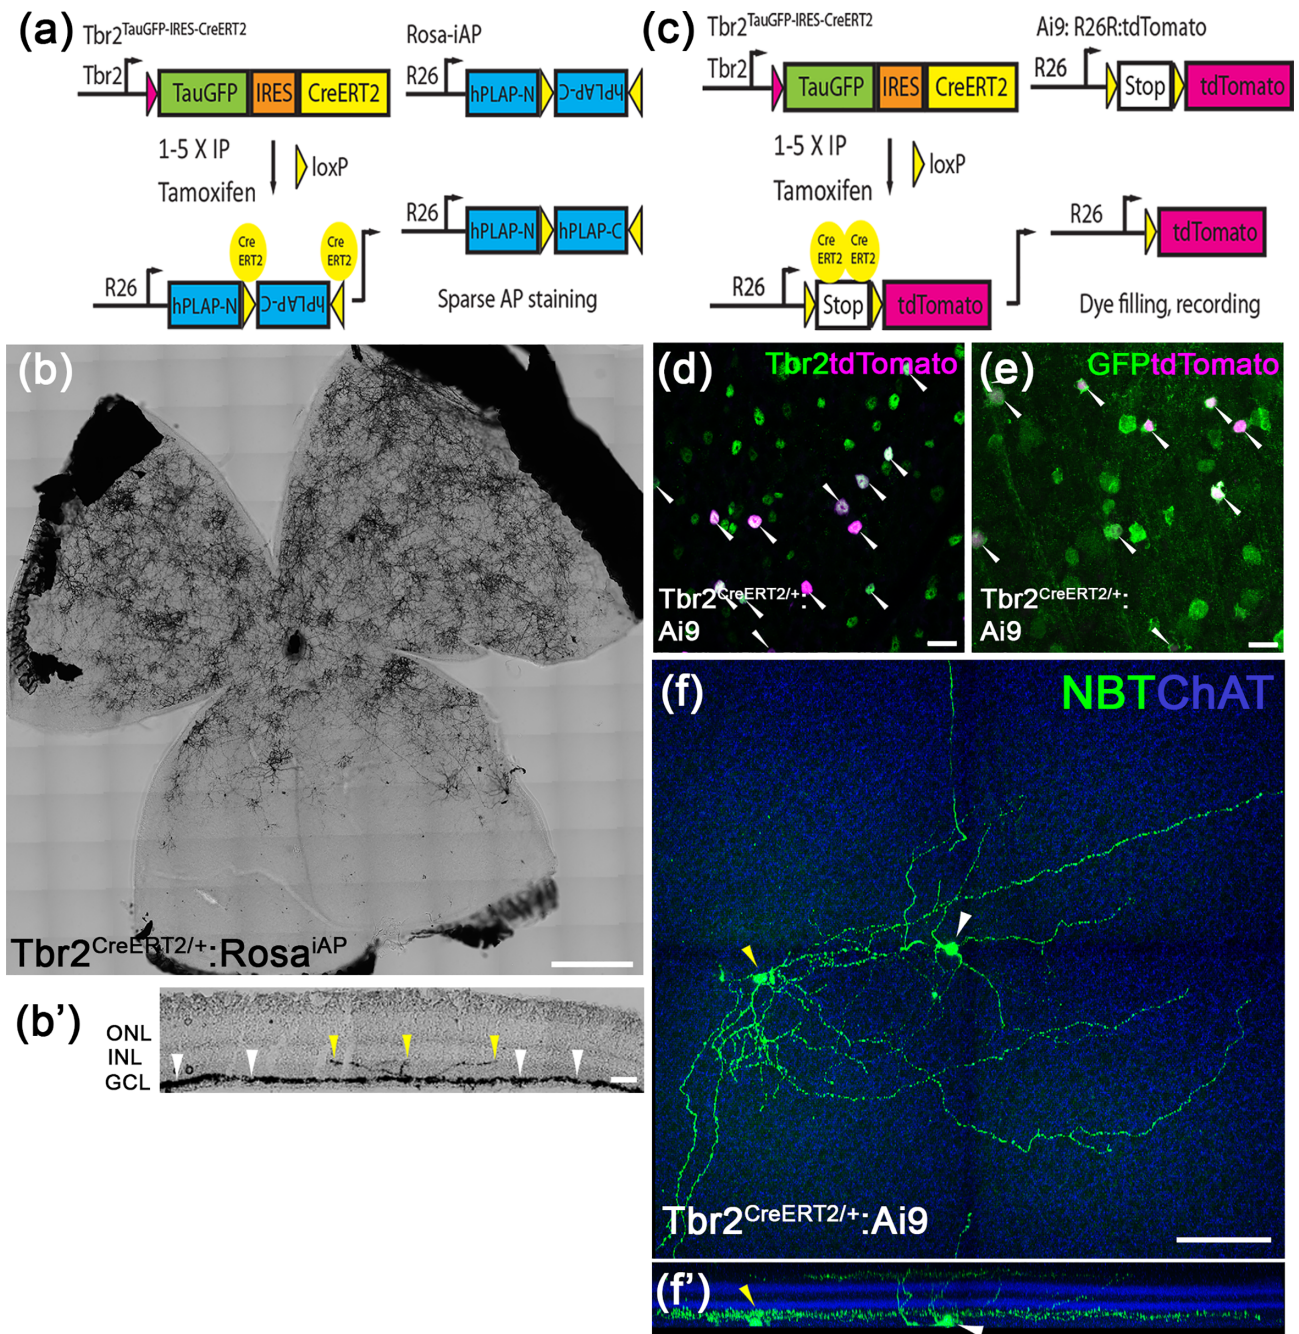 (a)
Tbr2TauGFP-IRES-CreERT2
Rosa-iAP
Tbr2
TauGFP
IRES
CreERT2
R26
hPLAP-N
hPLAP-C
1-5 X IP
Tamoxifen
loxP
R26
hPLAP-N
hPLAP-C
Cre
ERT2
Cre
ERT2
R26
hPLAP-N
hPLAP-C
Sparse AP staining
(c)
Tbr2TauGFP-IRES-CreERT2
Ai9: R26R:tdTomato
Tbr2
TauGFP
IRES
CreERT2
R26
Stop
tdTomato
1-5 X IP
Tamoxifen
loxP
R26
tdTomato
Cre
ERT2
Cre
ERT2
R26
Stop
tdTomato
Dye filling, recording
(b)
Tbr2CreERT2/+:RosaiAP
(b')
ONL
INL
GCL
(d)
Tbr2tdTomato
Tbr2CreERT2/+:
Ai9
(e)
GFPtdTomato
Tbr2CreERT2/+:
Ai9
(f)
NBTChAT
Tbr2CreERT2/+:Ai9
(f')